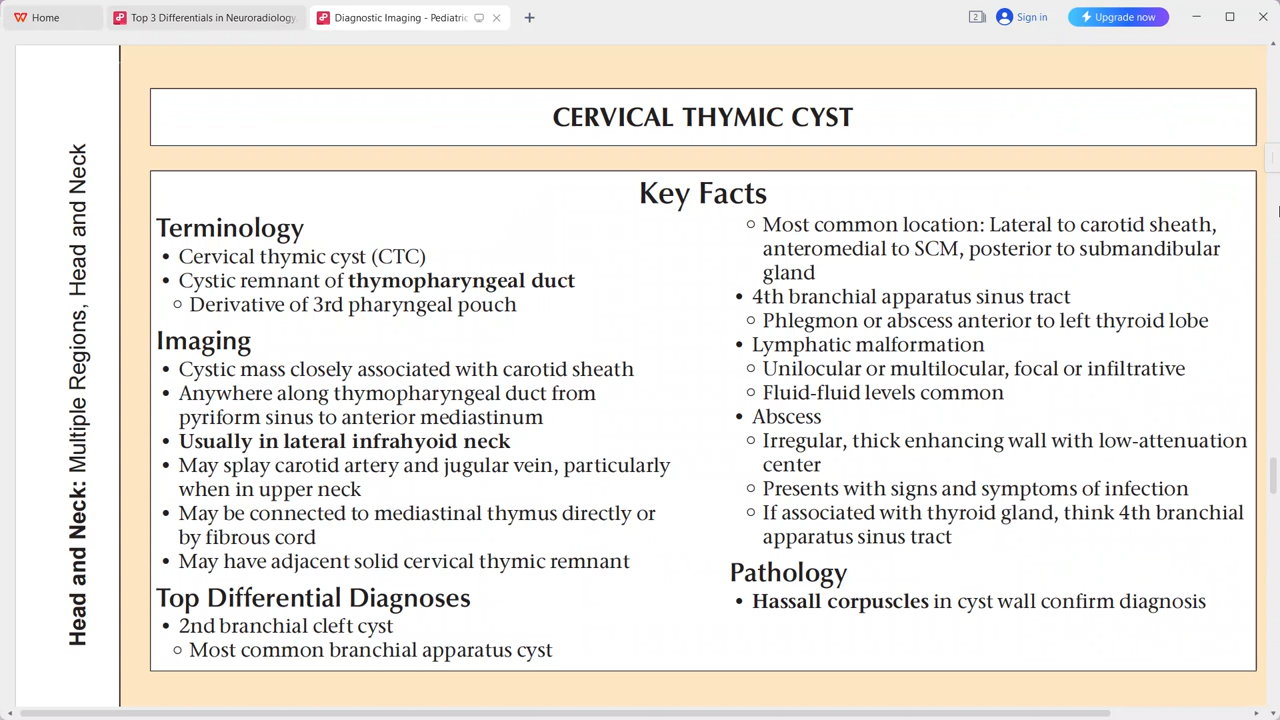 Home
Top 3 Differentials in Neuroradiology.
Diagnostic Imaging - Pediatric
2
Sign in
Upgrade now
Head and Neck: Multiple Regions, Head and Neck
CERVICAL THYMIC CYST
Key Facts
Terminology
• Cervical thymic cyst (CTC)
• Cystic remnant of thymopharyngeal duct
○ Derivative of 3rd pharyngeal pouch
Imaging
• Cystic mass closely associated with carotid sheath
• Anywhere along thymopharyngeal duct from
pyriform sinus to anterior mediastinum
• Usually in lateral infrahyoid neck
• May splay carotid artery and jugular vein, particularly
when in upper neck
• May be connected to mediastinal thymus directly or
by fibrous cord
• May have adjacent solid cervical thymic remnant
Top Differential Diagnoses
• 2nd branchial cleft cyst
○ Most common branchial apparatus cyst
○ Most common location: Lateral to carotid sheath,
anteromedial to SCM, posterior to submandibular
gland
• 4th branchial apparatus sinus tract
○ Phlegmon or abscess anterior to left thyroid lobe
• Lymphatic malformation
○ Unilocular or multilocular, focal or infiltrative
○ Fluid-fluid levels common
• Abscess
○ Irregular, thick enhancing wall with low-attenuation
center
○ Presents with signs and symptoms of infection
○ If associated with thyroid gland, think 4th branchial
apparatus sinus tract
Pathology
• Hassall corpuscles in cyst wall confirm diagnosis